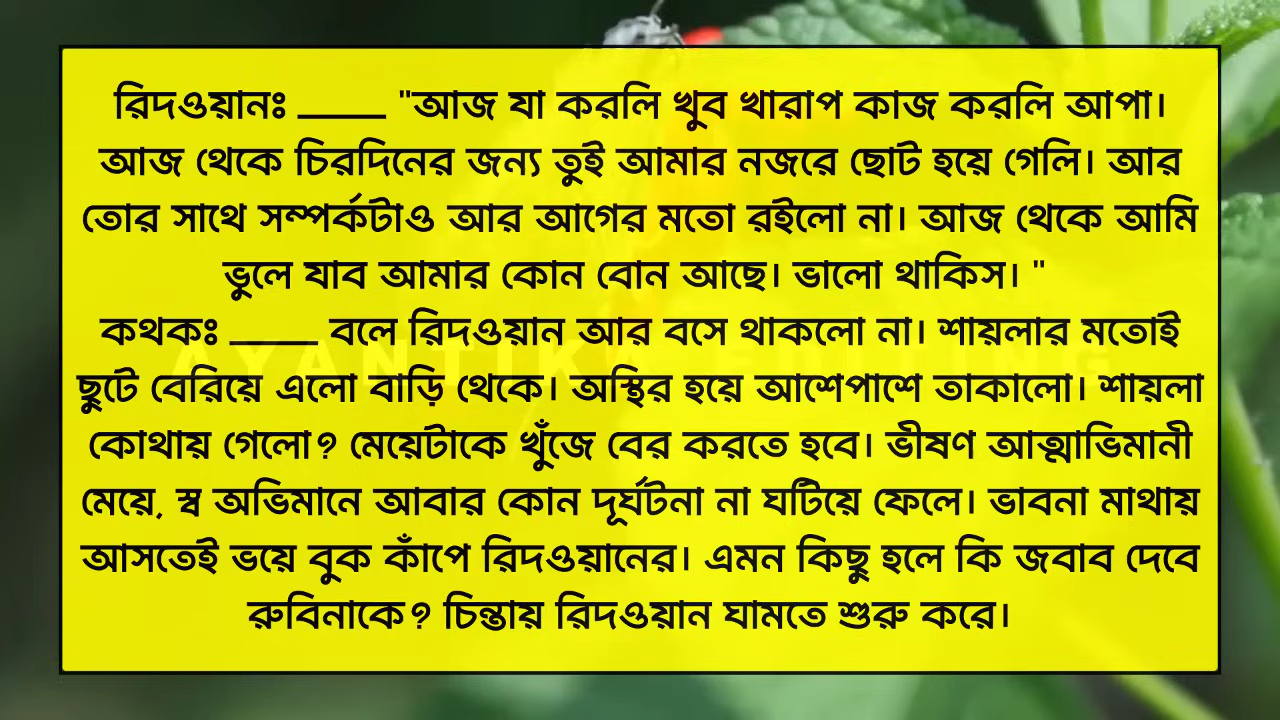 রিদওয়ানঃ _____ "আজ যা করলি খুব খারাপ কাজ করলি আপা।
আজ থেকে চিরদিনের জন্য তুই আমার নজরে ছোট হয়ে গেলি। আর
তোর সাথে সম্পর্কটাও আর আগের মতো রইলো না। আজ থেকে আমি
ভুলে যাব আমার কোন বোন আছে। ভালো থাকিস। "
কথকঃ _____ বলে রিদওয়ান আর বসে থাকলো না। শায়লার মতোই
ছুটে বেরিয়ে এলো বাড়ি থেকে। অস্থির হয়ে আশেপাশে তাকালো। শায়লা
কোথায় গেলো? মেয়েটাকে খুঁজে বের করতে হবে। ভীষণ আত্মাভিমানী
মেয়ে, স্ব অভিমানে আবার কোন দূর্ঘটনা না ঘটিয়ে ফেলে। ভাবনা মাথায়
আসতেই ভয়ে বুক কাঁপে রিদওয়ানের। এমন কিছু হলে কি জবাব দেবে
রুবিনাকে? চিন্তায় রিদওয়ান ঘামতে শুরু করে।